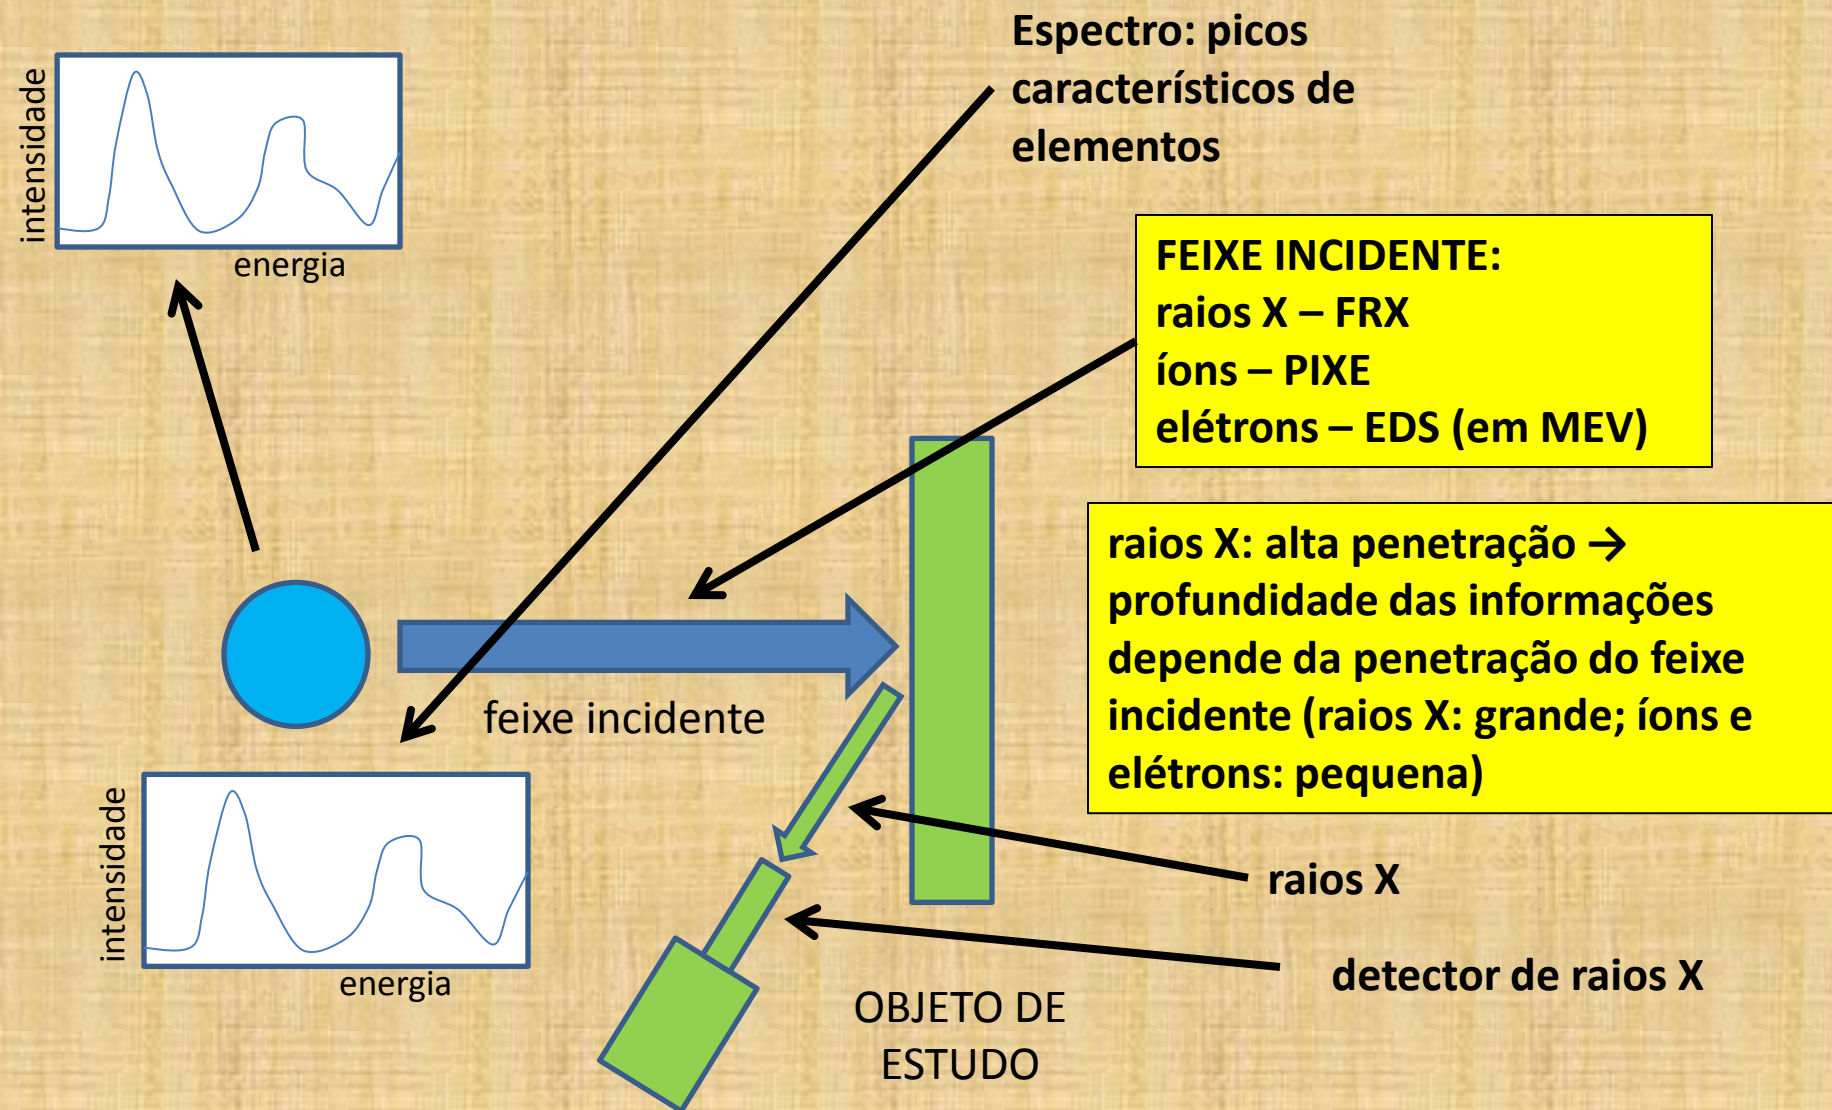 Espectro: picos
característicos de
elementos
intensidade
energia
FEIXE INCIDENTE:
raios X – FRX
íons – PIXE
elétrons – EDS (em MEV)
raios X: alta penetração →
profundidade das informações
depende da penetração do feixe
incidente (raios X: grande; íons e
elétrons: pequena)
feixe incidente
intensidade
energia
raios X
detector de raios X
OBJETO DE
ESTUDO